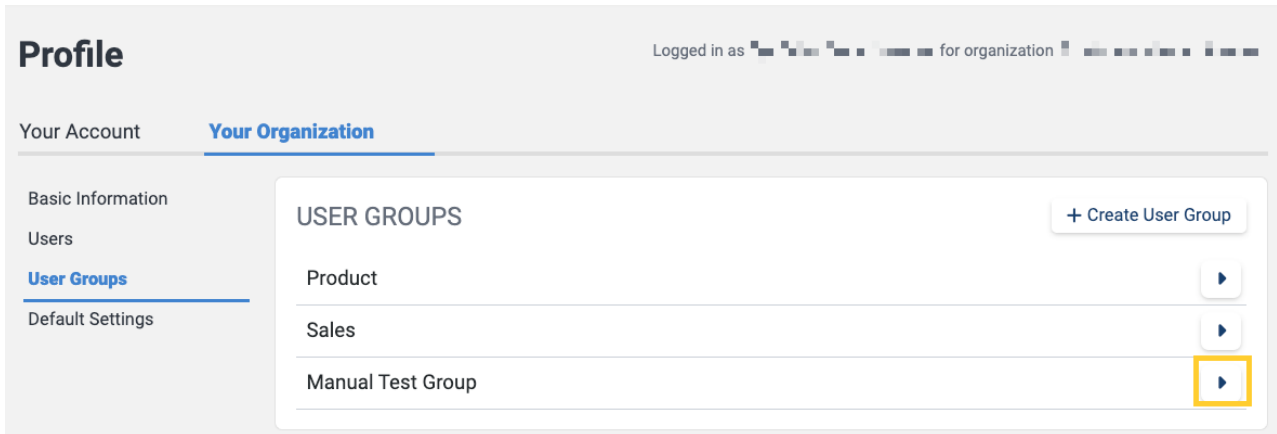 Profile
Logged in as for organization
Your Account
Your Organization
Basic Information
Users
User Groups
Default Settings
USER GROUPS
+ Create User Group
Product
Sales
Manual Test Group